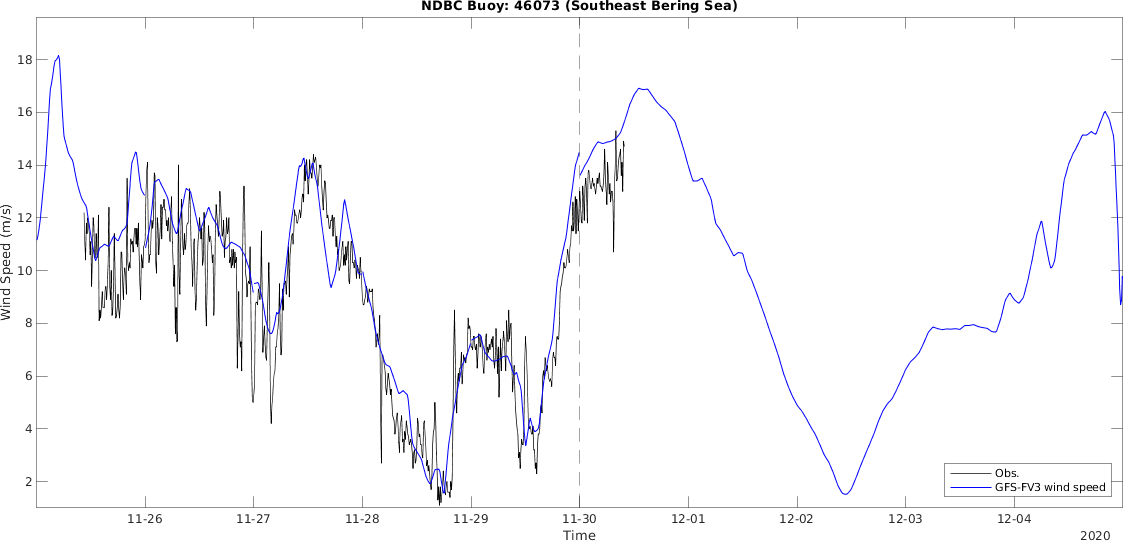 NDBC Buoy: 46073 (Southeast Bering Sea)
18
16
14
12
10
8
6
4
2
Wind Speed (m/s)
Obs.
GFS-FV3 wind speed
11-26 11-27 11-28 11-29 11-30 12-01 12-02 12-03 12-04
Time
2020